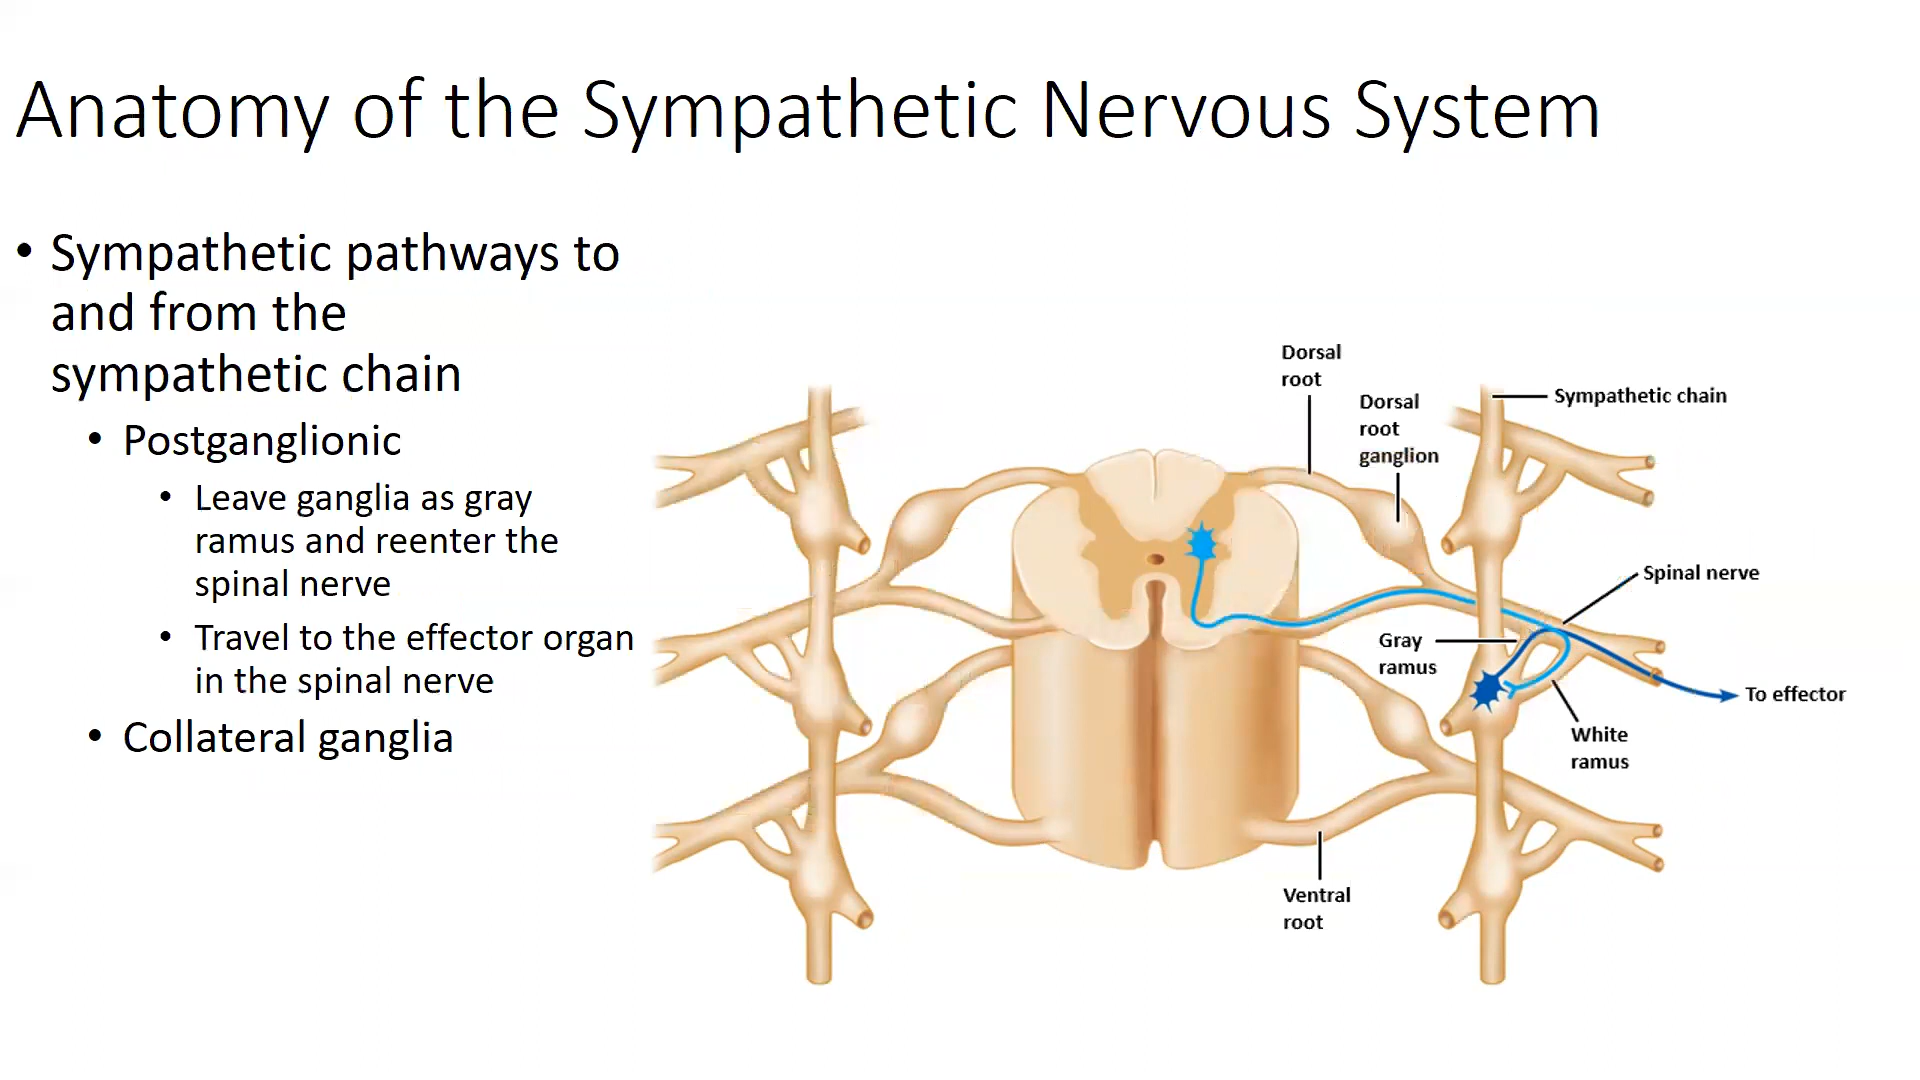 Anatomy of the Sympathetic Nervous System
• Sympathetic pathways to
and from the
sympathetic chain
• Postganglionic
• Leave ganglia as gray
ramus and reenter the
spinal nerve
• Travel to the effector organ
in the spinal nerve
• Collateral ganglia
Dorsal
root
Dorsal
root
ganglion
Sympathetic chain
Spinal nerve
Gray
ramus
To effector
White
ramus
Ventral
root